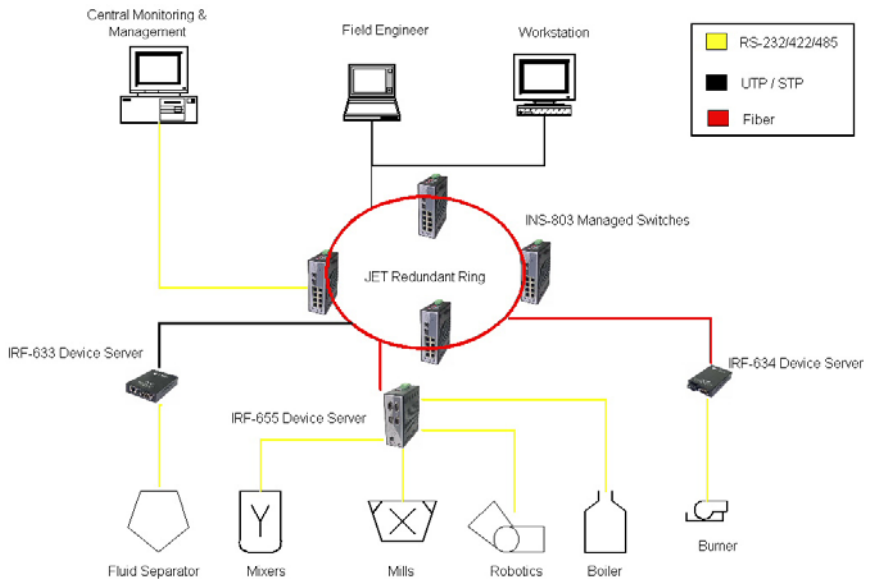 Central Monitoring &
Management
Field Engineer
Workstation
RS-232/422/485
UTP / STP
Fiber
INS-803 Managed Switches
JET Redundant Ring
IRF-633 Device Server
IRF-634 Device Server
IRF-655 Device Server
Fluid Separator
Mixers
Mills
Robotics
Boiler
Burner